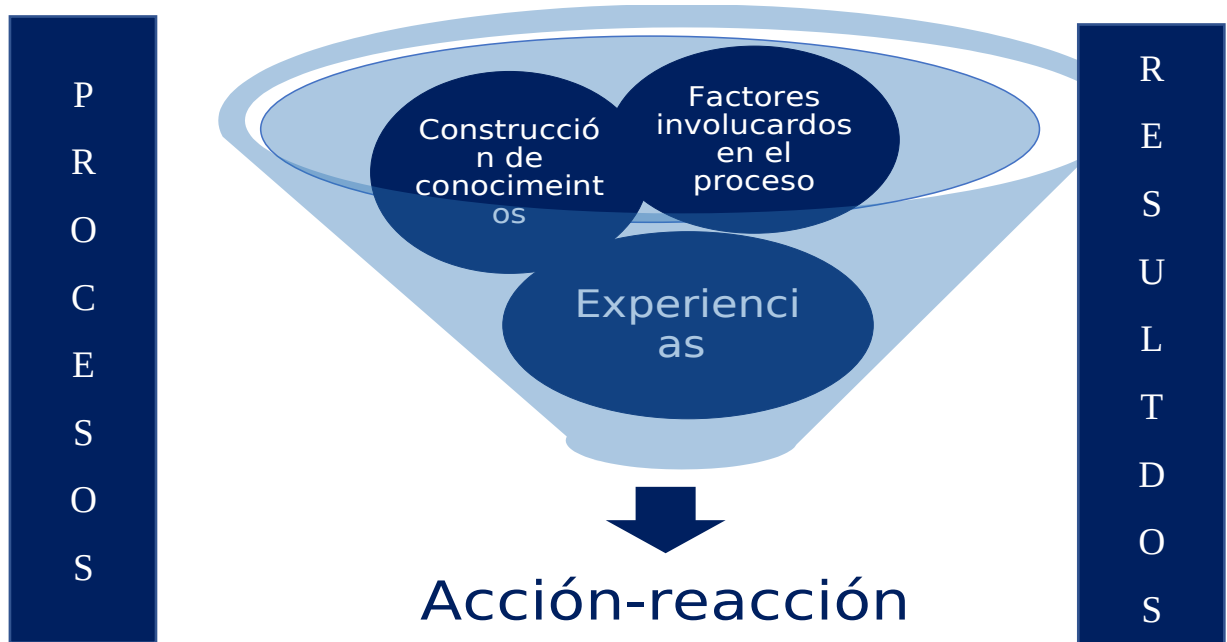 P
R
O
C
E
S
O
S
Construcció
n de
conocimeint
os
Factores
involucardos
en el
proceso
Experienci
as
Acción-reacción
R
E
S
U
L
T
D
O
S